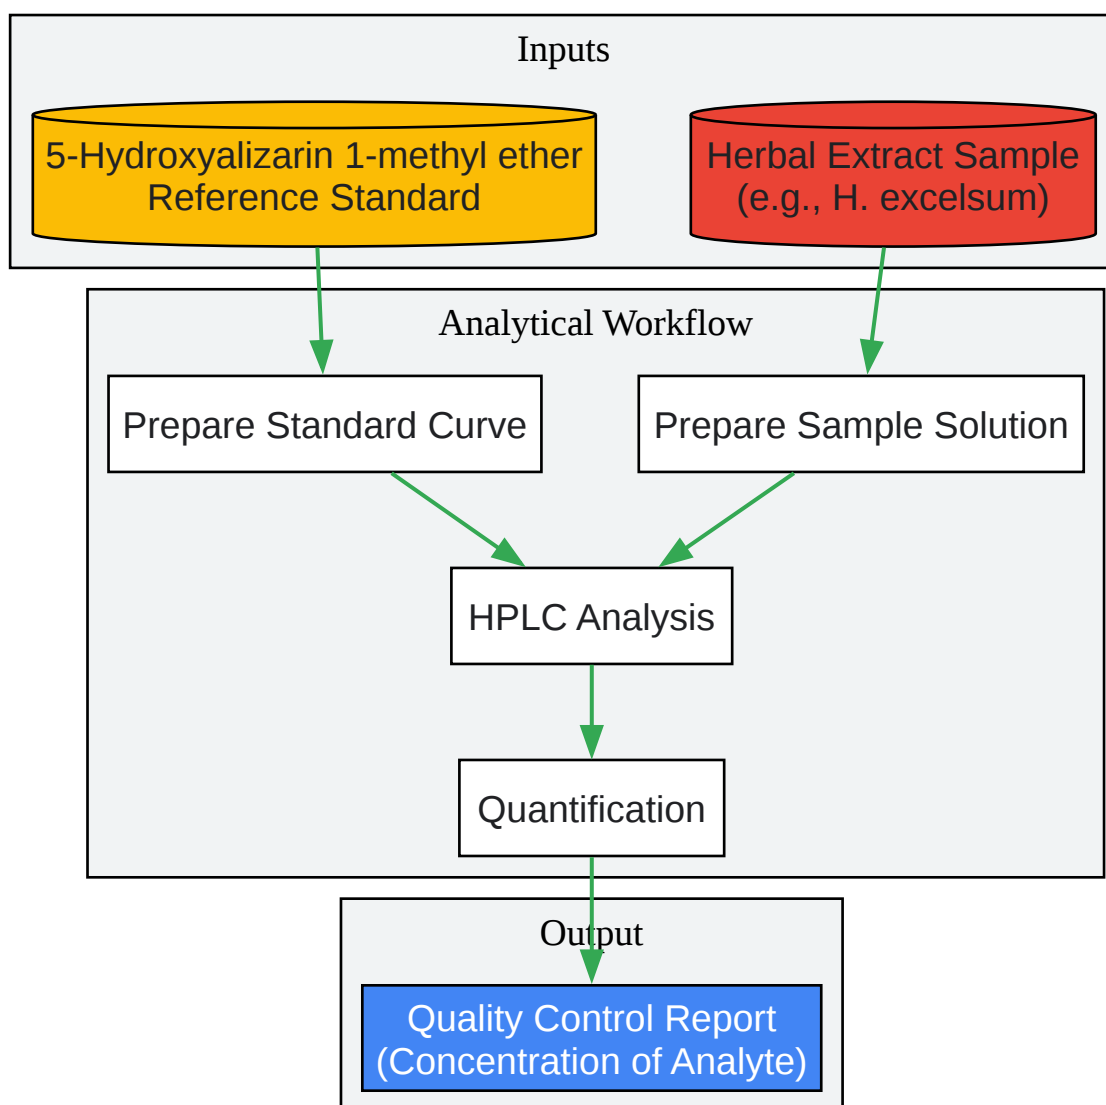 Inputs
5-Hydroxyalizarin 1-methyl ether
Reference Standard
Herbal Extract Sample
(e.g., H. excelsum)
Analytical Workflow
Prepare Standard Curve
Prepare Sample Solution
HPLC Analysis
Quantification
Output
Quality Control Report
(Concentration of Analyte)